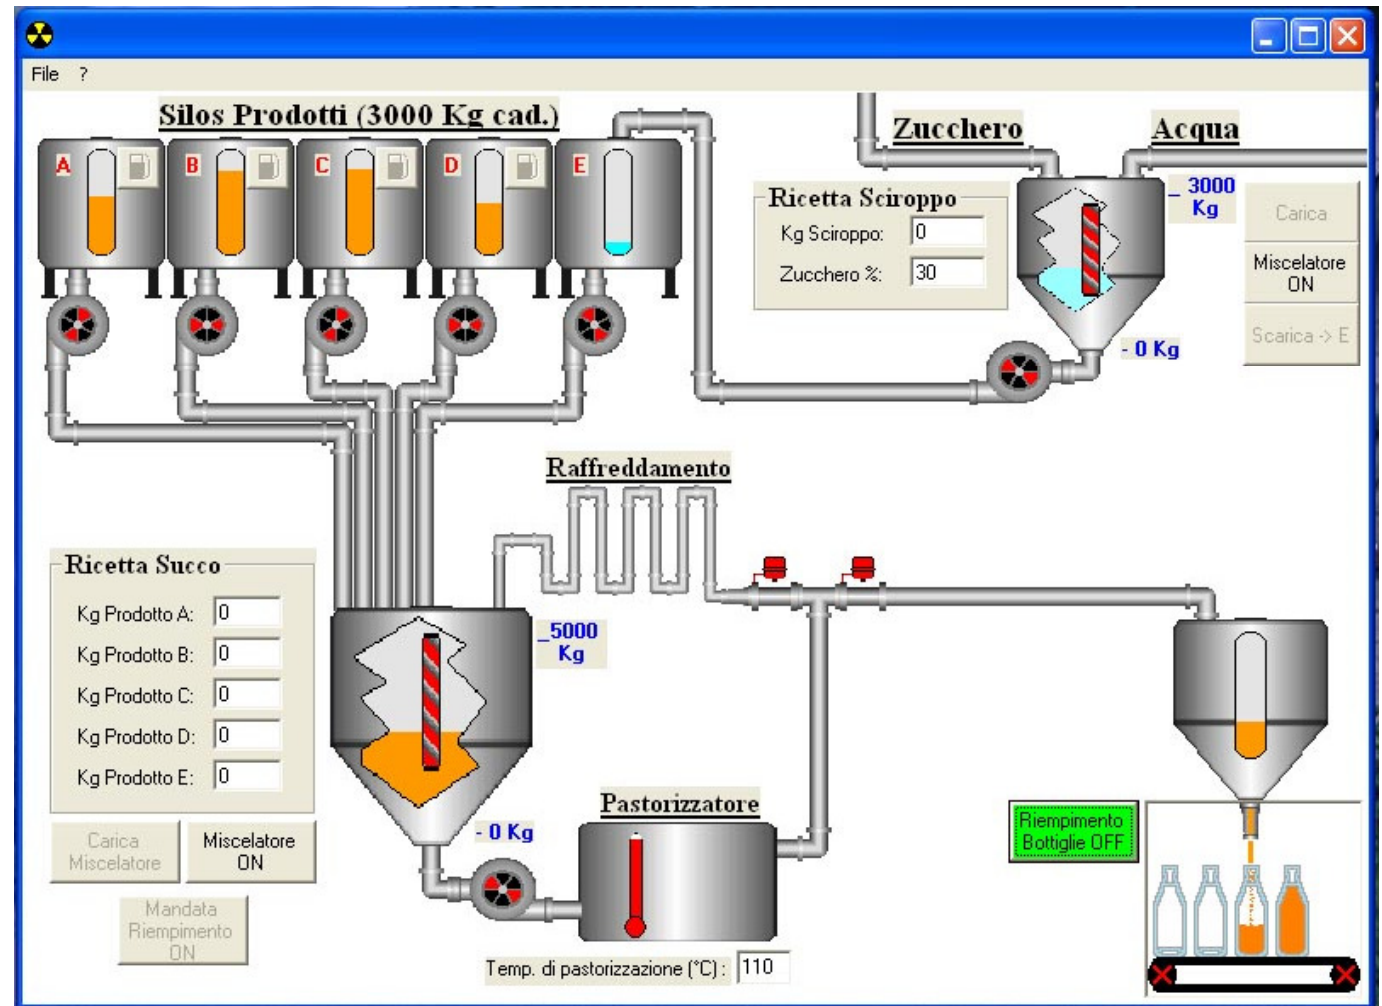 File ?
Silos Prodotti (3000 Kg cad.)
A
B
C
D
E
Zucchero
Acqua
Ricetta Sciroppo
Kg Sciroppo: 0
Zucchero %: 30
_ 3000
Kg
- 0 Kg
Carica
Miscelatore
ON
Scarica -> E
Raffreddamento
Ricetta Succo
Kg Prodotto A: 0
Kg Prodotto B: 0
Kg Prodotto C: 0
Kg Prodotto D: 0
Kg Prodotto E: 0
_5000
Kg
- 0 Kg
Carica
Miscelatore
Miscelatore
ON
Mandata
Riempimento
ON
Pastorizzatore
Temp. di pastorizzazione (°C) : 110
Riempimento
Bottiglie OFF